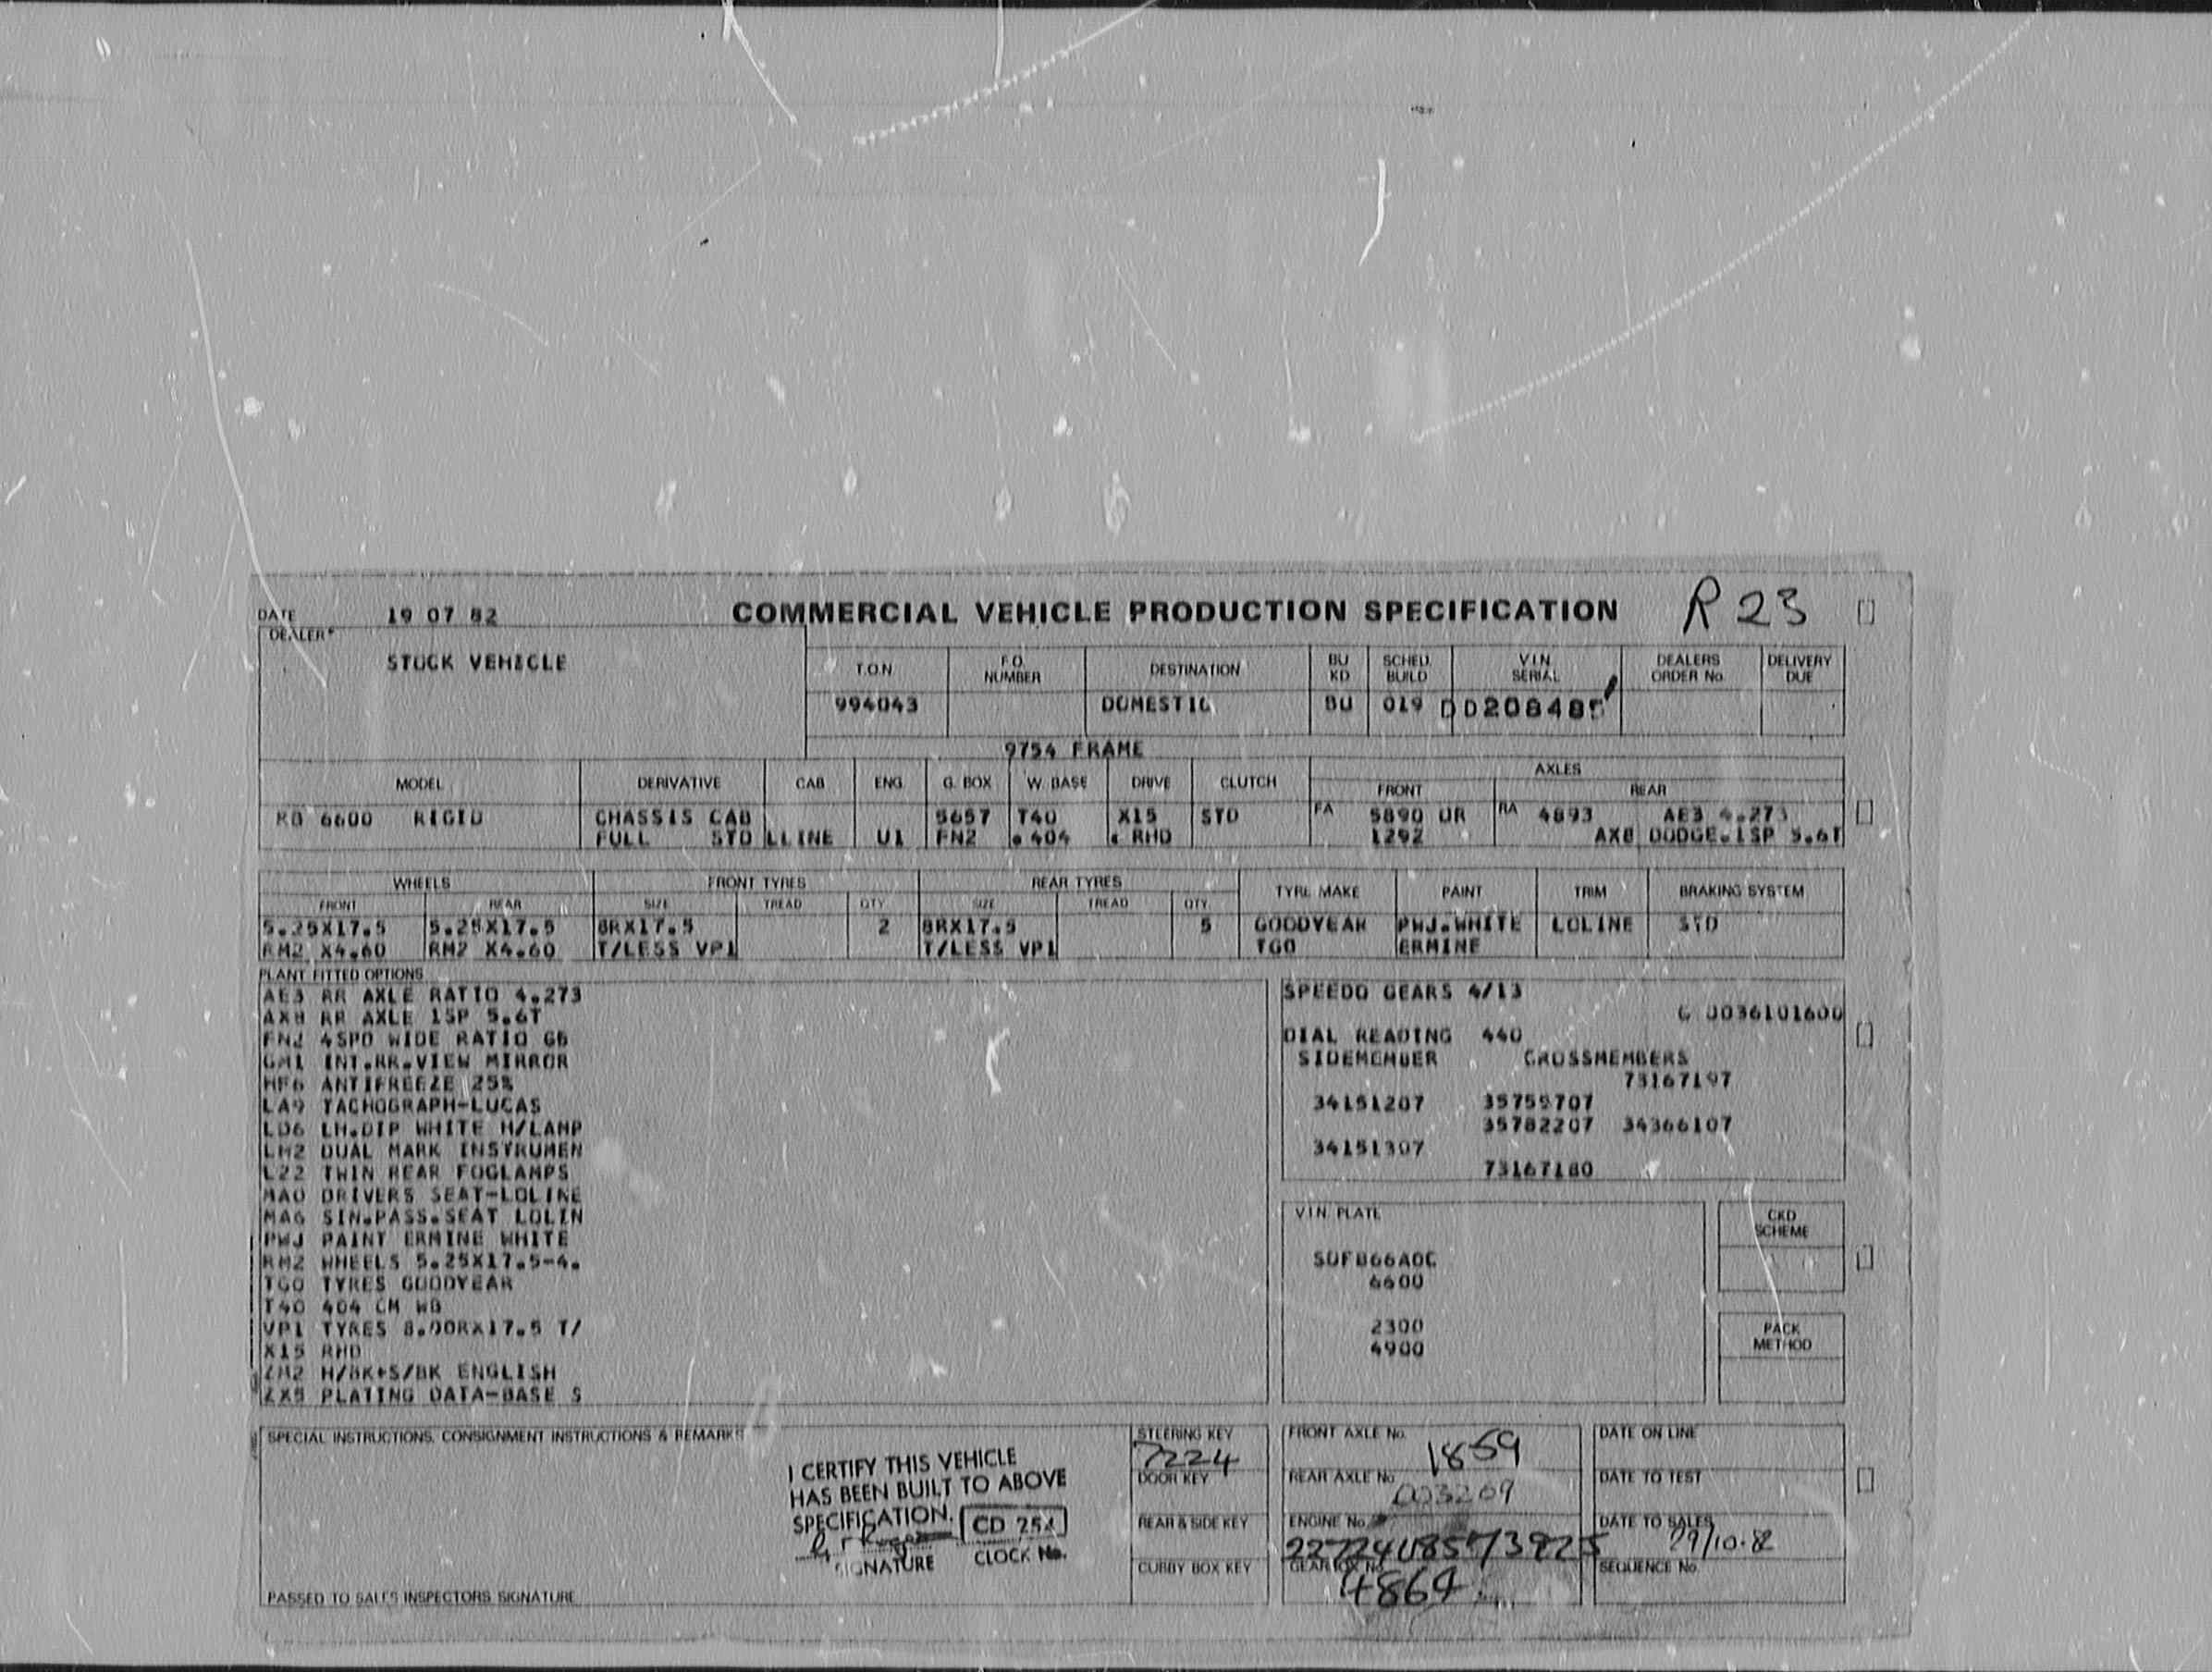 DATE 19 07 82 COMMERCIAL VEHICLE PRODUCTION SPECIFICATION R 23
DEALER
STOCK VEHICLE
T.O.N. F.O. NUMBER DESTINATION BU KD SCHED. BUILD V.I.N. SERIAL DEALERS ORDER No. DELIVERY DUE
994043 DOMESTIC BU 019
9754 FRAME
MODEL DERIVATIVE CAB ENG. G. BOX W. BASE DRIVE CLUTCH AXLES
FRONT REAR
6600 RIGID CHASSIS CAB 5657 T40 X15 STD FA 5890 OR RA 4893 AE3 4.273
FULL STD LLINE U1 FN2 .404 . RHD 1292 AX8 DODGE.1SP 5.6T
WHEELS FRONT TYRES REAR TYRES TYRE MAKE PAINT TRIM BRAKING SYSTEM
FRONT REAR SIZE TREAD QTY SIZE TREAD QTY
5.25X17.5 5.25X17.5 8RX17.5 2 8RX17.5 5 GOODYEAR PWJ.WHITE LOLINE STD
RM2 X4.60 RM2 X4.60 T/LESS VP1 T/LESS VP1 TGO ERMINE
PLANT FITTED OPTIONS
AE3 RR AXLE RATIO 4.273
AX8 RR AXLE 1SP 5.6T
FN2 4SPD WIDE RATIO GB
GM1 INT.RR.VIEW MIRROR
HF6 ANTIFREEZE 25%
LA9 TACHOGRAPH-LUCAS
LD6 LH.DIP WHITE H/LAMP
LM2 DUAL MARK INSTRUMEN
LZ2 TWIN REAR FOGLAMPS
MA0 DRIVERS SEAT-LOLINE
MA6 SIN.PASS.SEAT LOLIN
PWJ PAINT ERMINE WHITE
RM2 WHEELS 5.25X17.5-4.
TGO TYRES GOODYEAR
T40 404 CM WB
VP1 TYRES 8.00RX17.5 T/
X15 RHD
ZM2 H/BK+S/BK ENGLISH
ZX5 PLATING DATA-BASE S
SPEEDO GEARS 4/13
G 0036101600
DIAL READING 440
SIDEMEMBER CROSSMEMBERS
73167197
34151207 35755707
35782207 34366107
34151307
73167180
V.I.N. PLATE
6600
2300
4900
CKD SCHEME
PACK METHOD
SPECIAL INSTRUCTIONS, CONSIGNMENT INSTRUCTIONS & REMARKS
I CERTIFY THIS VEHICLE
HAS BEEN BUILT TO ABOVE
SPECIFICATION. CD 254
SIGNATURE CLOCK No.
PASSED TO SALES INSPECTORS SIGNATURE
STEERING KEY
7224
DOOR KEY
REAR & SIDE KEY
CUBBY BOX KEY
FRONT AXLE No. 1859
REAR AXLE No. 003209
ENGINE No.
GEARBOX No. 4864
DATE ON LINE
DATE TO TEST
DATE TO SALES
29/10.82
SEQUENCE No.